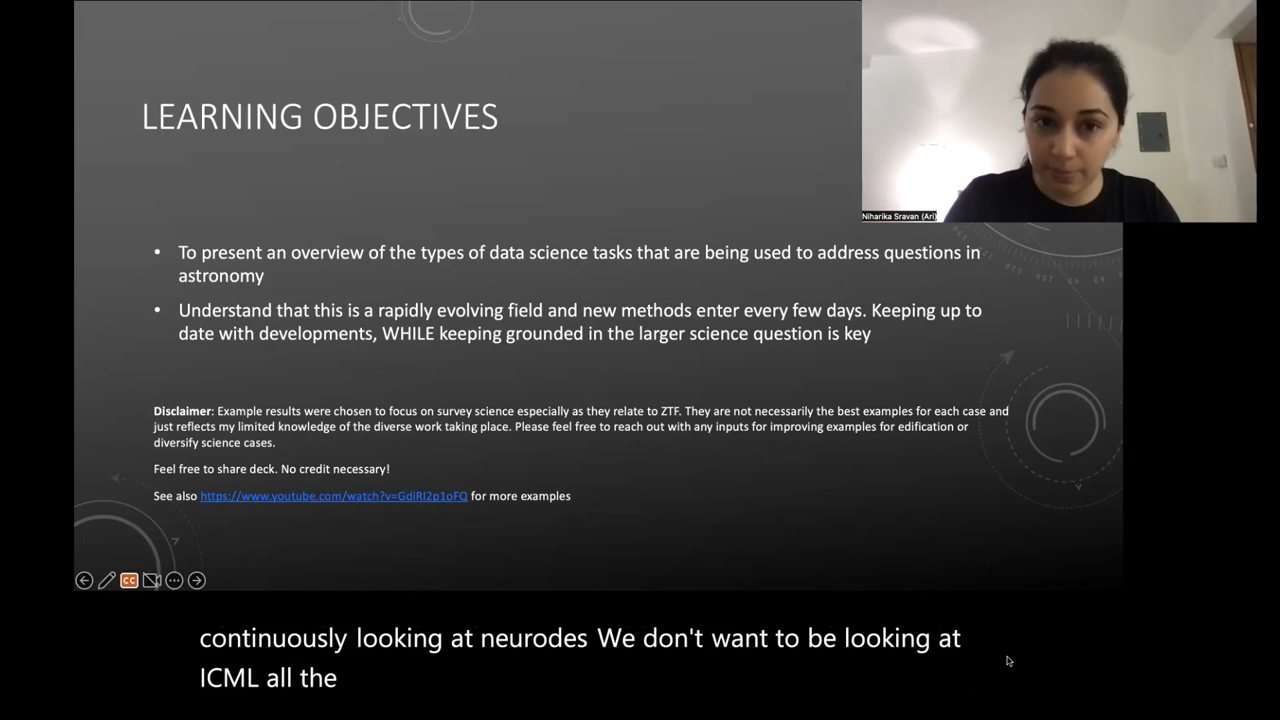 LEARNING OBJECTIVES
Niharika Sravan (Ari)
• To present an overview of the types of data science tasks that are being used to address questions in
astronomy
• Understand that this is a rapidly evolving field and new methods enter every few days. Keeping up to
date with developments, WHILE keeping grounded in the larger science question is key
Disclaimer: Example results were chosen to focus on survey science especially as they relate to ZTF. They are not necessarily the best examples for each case and
just reflects my limited knowledge of the diverse work taking place. Please feel free to reach out with any inputs for improving examples for edification or
diversify science cases.
Feel free to share deck. No credit necessary!
See also https://www.youtube.com/watch?v=GdiRI2p1oFQ for more examples
CC
continuously looking at neurodes We don't want to be looking at
ICML all the